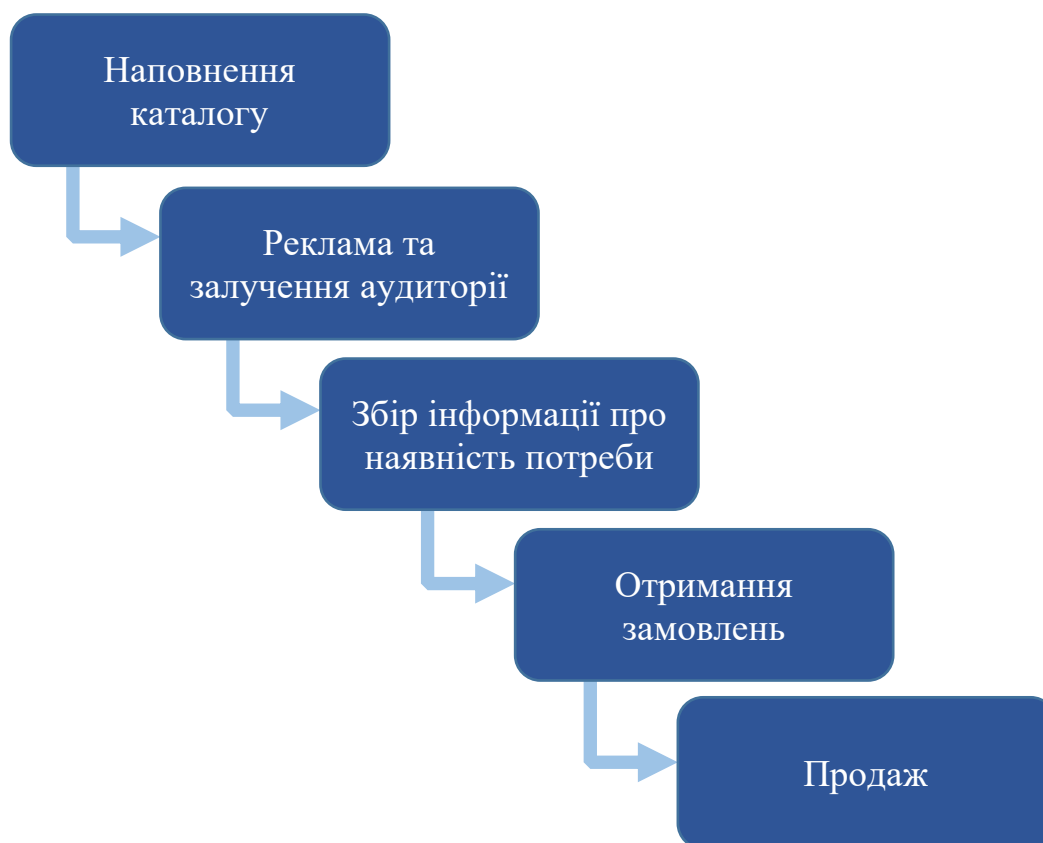 Наповнення
каталогу
Реклама та
залучення аудиторії
Збір інформації про
наявність потреби
Отримання
замовлень
Продаж